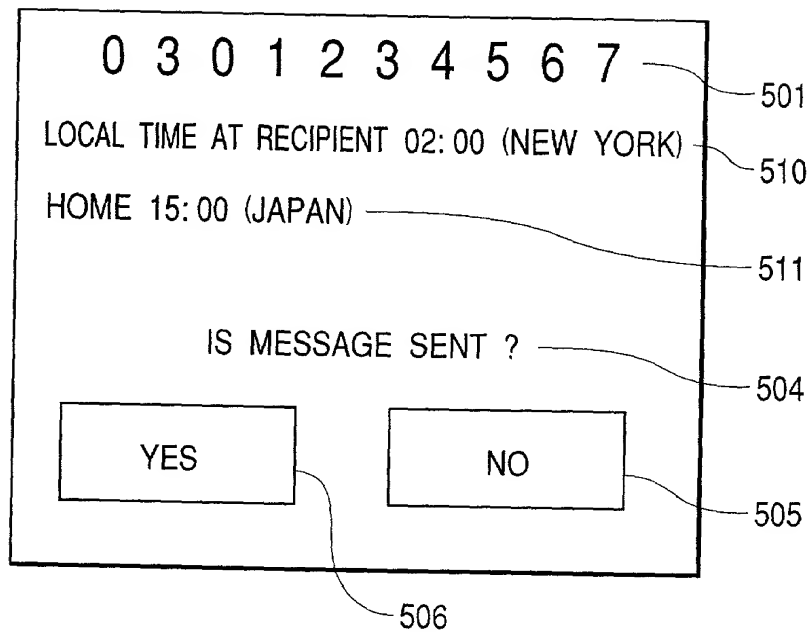 0 3 0 1 2 3 4 5 6 7
501
LOCAL TIME AT RECIPIENT 02:00 (NEW YORK)
510
HOME 15:00 (JAPAN)
511
IS MESSAGE SENT ?
504
YES
NO
505
506